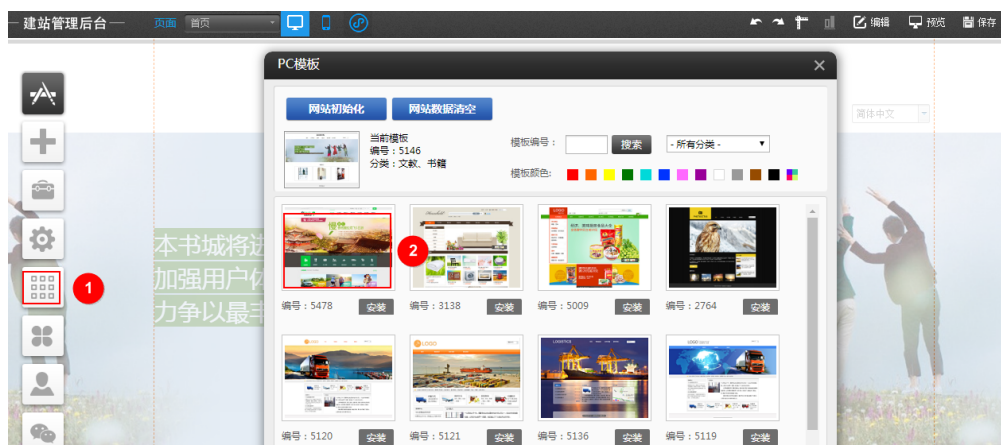 建站管理后台
页面 首页 编辑 预览 保存
PC模板
网站初始化 网站数据清空
当前模板
编号：5146
分类：文教、书籍
模板编号： 搜索 - 所有分类 -
模板颜色:
简体中文
本书城将进
加强用户体
力争以最丰
1
2
编号：5478 安装 编号：3138 安装 编号：5009 安装 编号：2764 安装
编号：5120 安装 编号：5121 安装 编号：5136 安装 编号：5119 安装